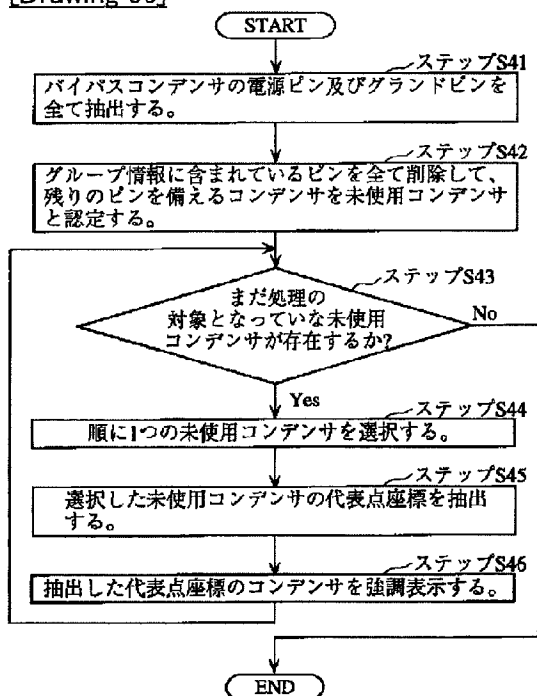 START
ステップS41
バイパスコンデンサの電源ピン及びグランドピンを
全て抽出する。
ステップS42
グループ情報に含まれているピンを全て削除して、
残りのピンを備えるコンデンサを未使用コンデンサ
と認定する。
ステップS43
まだ処理の
対象となっていな未使用
コンデンサが存在するか?
No
Yes
ステップS44
順に1つの未使用コンデンサを選択する。
ステップS45
選択した未使用コンデンサの代表点座標を抽出
する。
ステップS46
抽出した代表点座標のコンデンサを強調表示する。
END